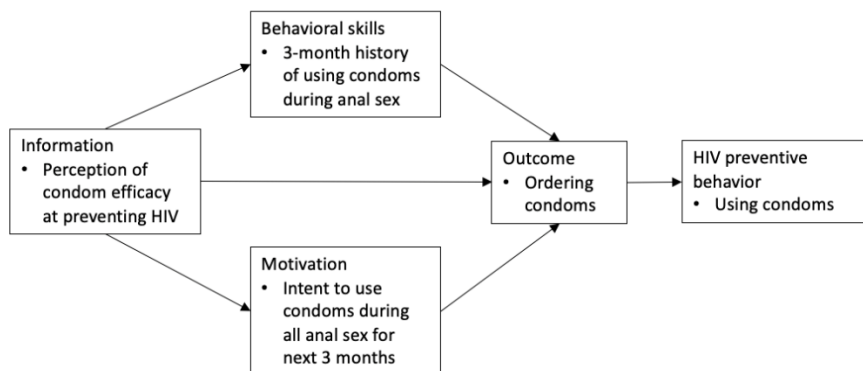 Behavioral skills
• 3-month history
of using condoms
during anal sex
Information
• Perception of
condom efficacy
at preventing HIV
Outcome
• Ordering
condoms
HIV preventive
behavior
• Using condoms
Motivation
• Intent to use
condoms during
all anal sex for
next 3 months